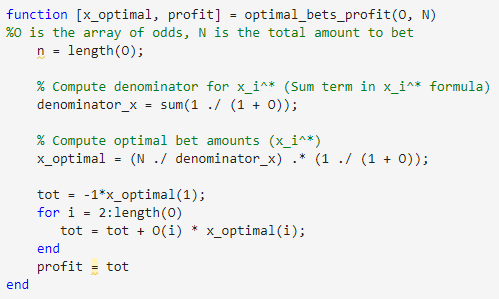 function [x_optimal, profit] = optimal_bets_profit(O, N)
%O is the array of odds, N is the total amount to bet
n = length(O);
% Compute denominator for x_i^* (Sum term in x_i^* formula)
denominator_x = sum(1 ./ (1 + O));
% Compute optimal bet amounts (x_i^*)
x_optimal = (N ./ denominator_x) .* (1 ./ (1 + O));
tot = -1*x_optimal(1);
for i = 2:length(O)
tot = tot + O(i) * x_optimal(i);
end
profit = tot
end